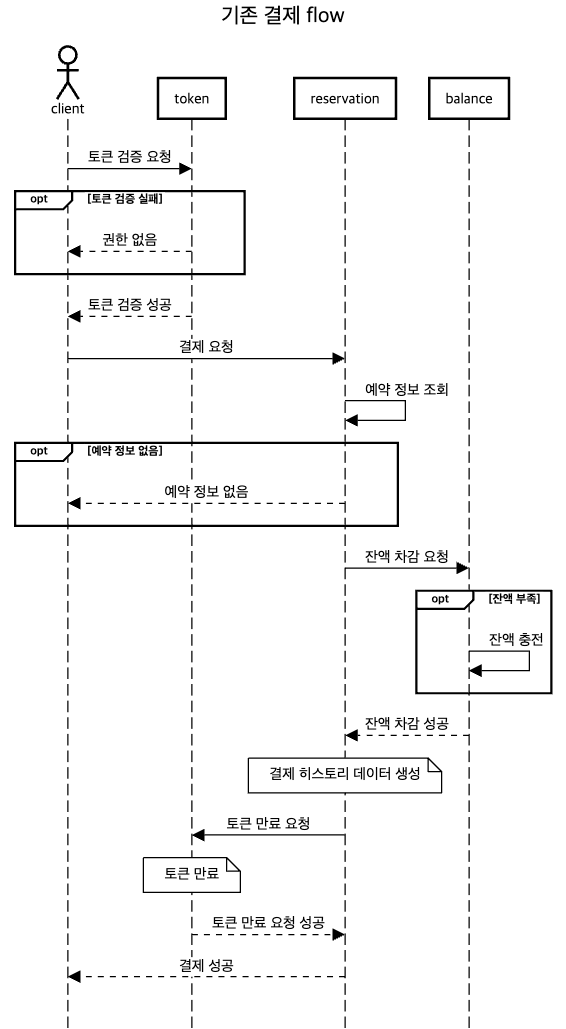 기존 결제 flow
client
token
reservation
balance
토큰 검증 요청
opt [토큰 검증 실패]
권한 없음
토큰 검증 성공
결제 요청
예약 정보 조회
opt [예약 정보 없음]
예약 정보 없음
잔액 차감 요청
opt [잔액 부족]
잔액 충전
잔액 차감 성공
결제 히스토리 데이터 생성
토큰 만료 요청
토큰 만료
토큰 만료 요청 성공
결제 성공